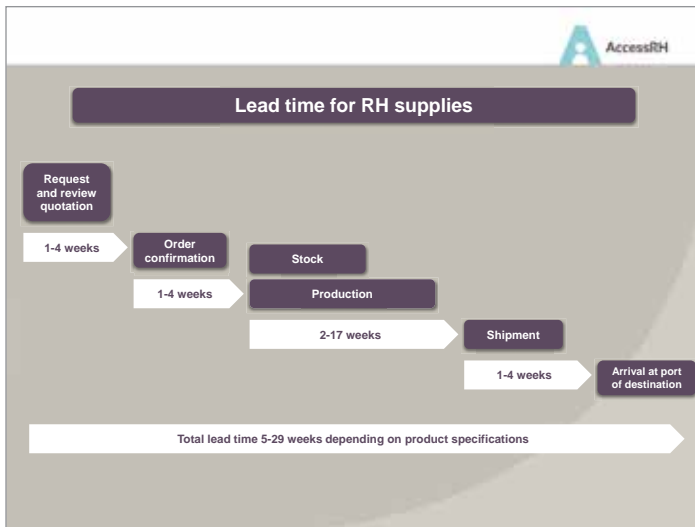 AccessRH
Lead time for RH supplies
Request
and review
quotation
1-4 weeks
Order
confirmation
Stock
1-4 weeks
Production
2-17 weeks
Shipment
1-4 weeks
Arrival at port
of destination
Total lead time 5-29 weeks depending on product specifications